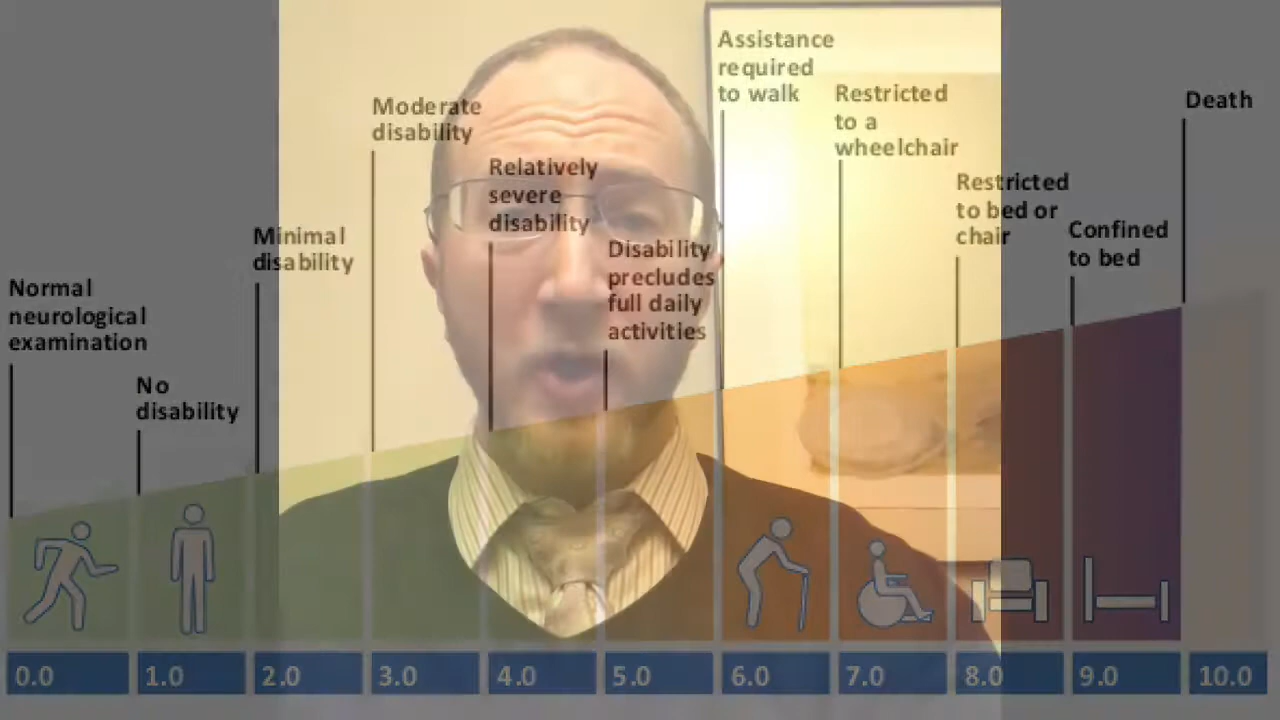 Normal
neurological
examination
No
disability
Minimal
disability
Moderate
disability
Relatively
severe
disability
Disability
precludes
full daily
activities
Assistance
required
to walk
Restricted
to a
wheelchair
Restricted
to bed or
chair
Confined
to bed
Death
0.0
1.0
2.0
3.0
4.0
5.0
6.0
7.0
8.0
9.0
10.0